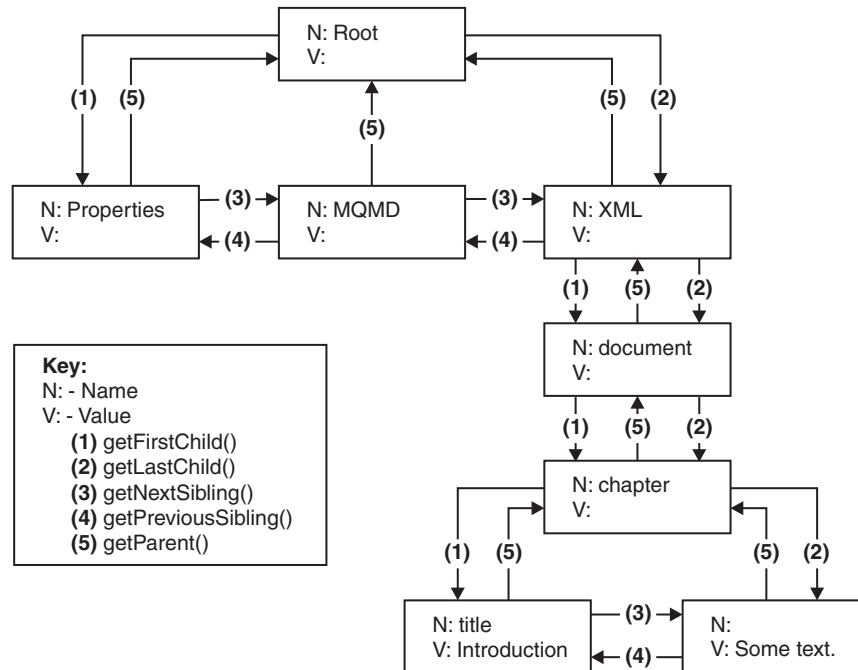 N: Root
V:
(1)
(5)
(5)
(5)
(2)
N: Properties
V:
(3)
(4)
N: MQMD
V:
(3)
(4)
N: XML
V:
(1)
(5)
(2)
N: document
V:
(1)
(5)
(2)
N: chapter
V:
(1)
(5)
(5)
(2)
N: title
V: Introduction
(3)
(4)
N:
V: Some text.
Key:
N: - Name
V: - Value
(1) getFirstChild()
(2) getLastChild()
(3) getNextSibling()
(4) getPreviousSibling()
(5) getParent()